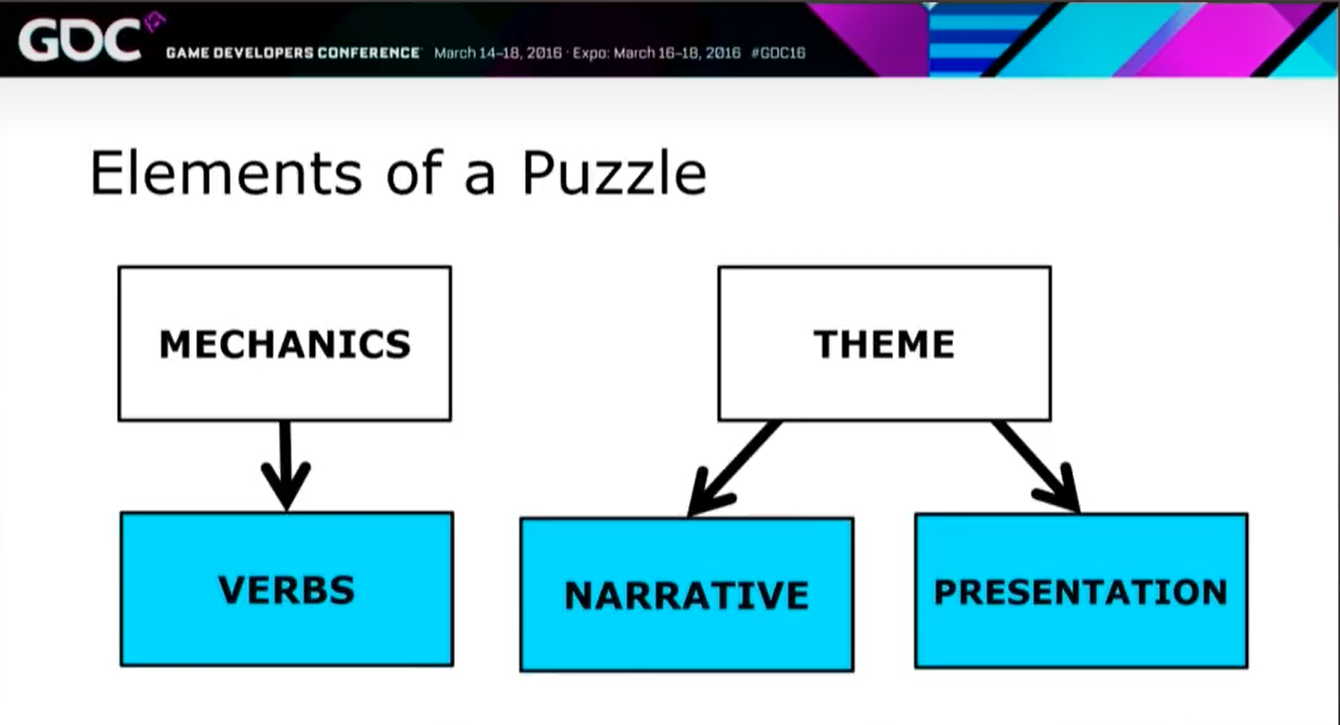 GDC
GAME DEVELOPERS CONFERENCE March 14–18, 2016 · Expo: March 16–18, 2016 #GDC16
Elements of a Puzzle
MECHANICS
THEME
VERBS
NARRATIVE
PRESENTATION